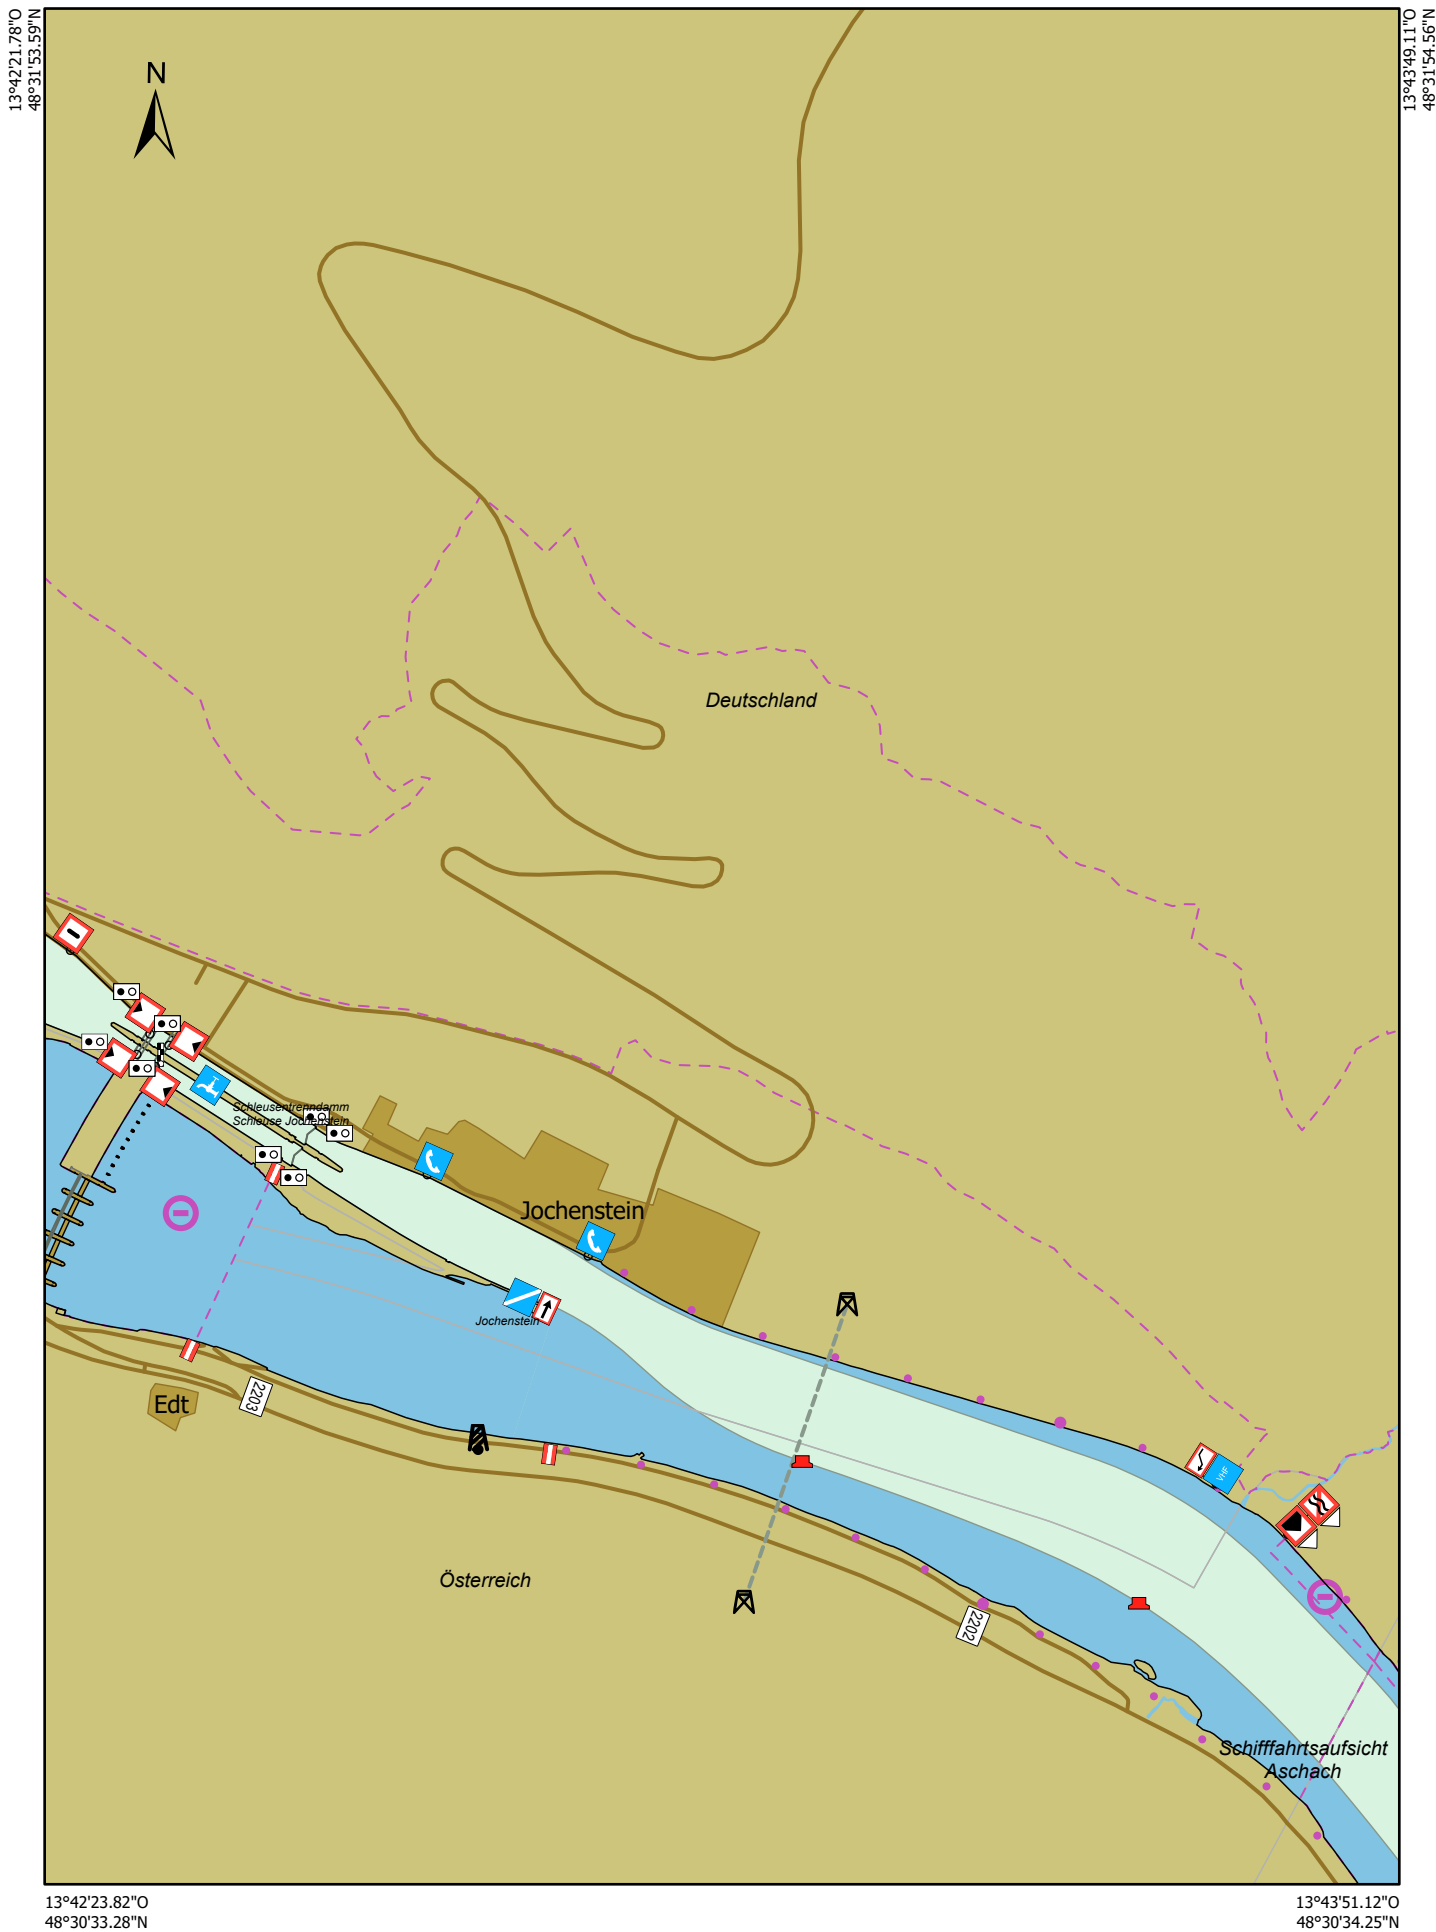 13°42'21.78"O
48°31'53.59"N
13°43'49.11"O
48°31'54.56"N
N
Deutschland
Schleusentrenndamm
Schleuse Jochenstein
Jochenstein
Jochenstein
Edt
2203
VHF
Österreich
2202
Schifffahrtsaufsicht
Aschach
13°42'23.82"O
48°30'33.28"N
13°43'51.12"O
48°30'34.25"N